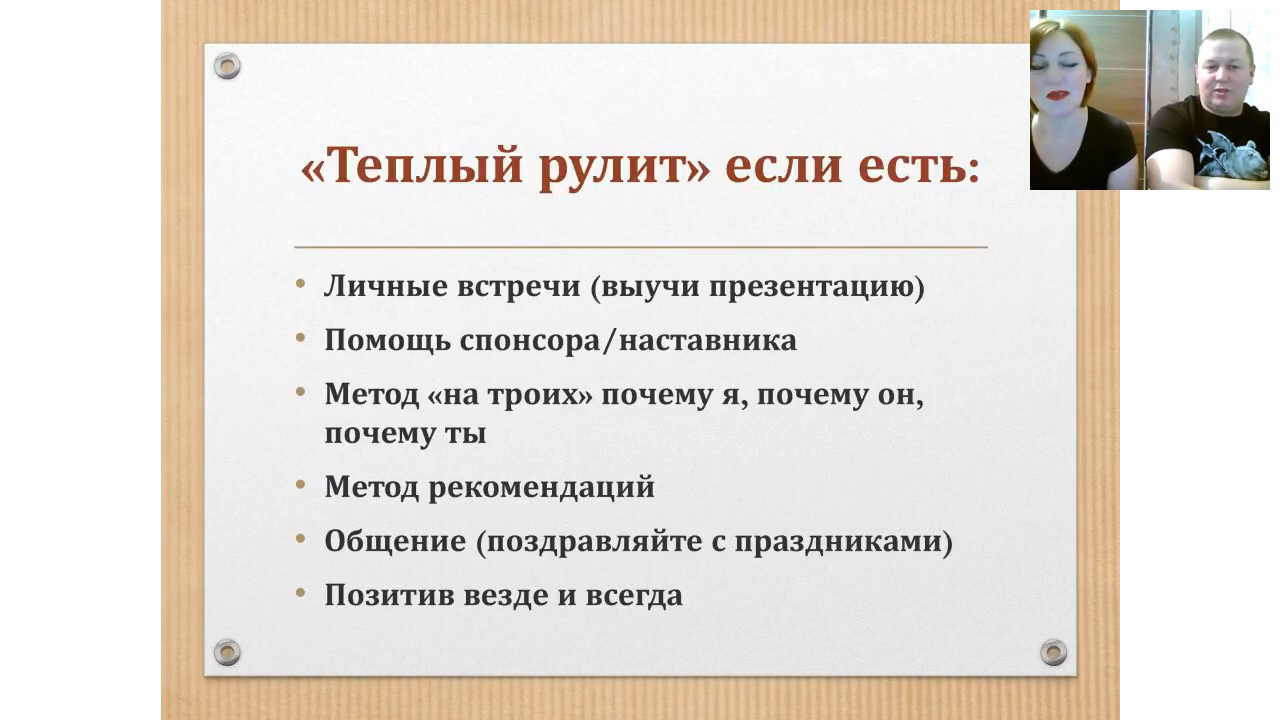 «Теплый рулит» если есть:
• Личные встречи (выучи презентацию)
• Помощь спонсора/наставника
• Метод «на троих» почему я, почему он,
почему ты
• Метод рекомендаций
• Общение (поздравляйте с праздниками)
• Позитив везде и всегда